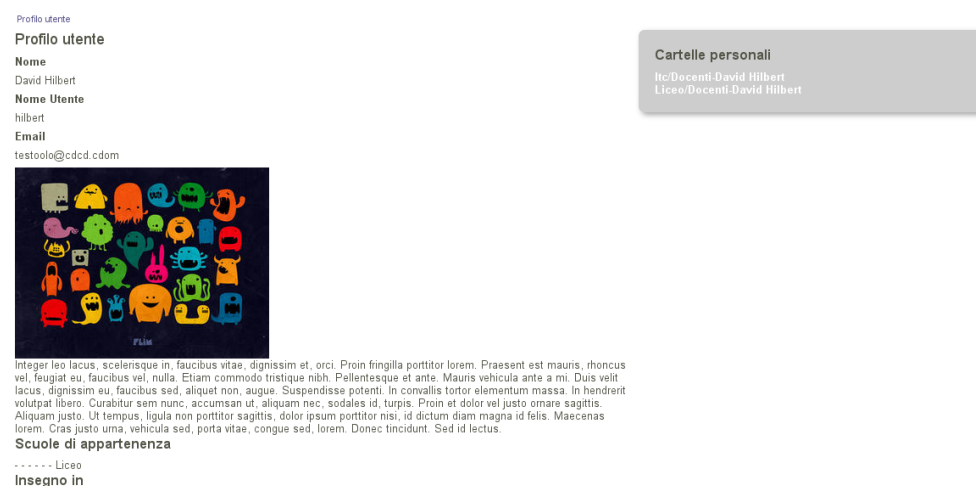 Profilo utente
Profilo utente
Nome
David Hilbert
Nome Utente
hilbert
Email
testoolo@cdcd.cdom
FLIM
Integer leo lacus, scelerisque in, faucibus vitae, dignissim et, orci. Proin fringilla porttitor lorem. Praesent est mauris, rhoncus
vel, feugiat eu, faucibus vel, nulla. Etiam commodo tristique nibh. Pellentesque et ante. Mauris vehicula ante a mi. Duis velit
lacus, dignissim eu, faucibus sed, aliquet non, augue. Suspendisse potenti. In convallis tortor elementum massa. In hendrerit
volutpat libero. Curabitur sem nunc, accumsan ut, aliquam nec, sodales id, turpis. Proin et dolor vel justo ornare sagittis.
Aliquam justo. Ut tempus, ligula non porttitor sagittis, dolor ipsum porttitor nisi, id dictum diam magna id felis. Maecenas
lorem. Cras justo urna, vehicula sed, porta vitae, congue sed, lorem. Donec tincidunt. Sed id lectus.
Scuole di appartenenza
- - - - - - Liceo
Insegno in
Cartelle personali
Itc/Docenti-David Hilbert
Liceo/Docenti-David Hilbert